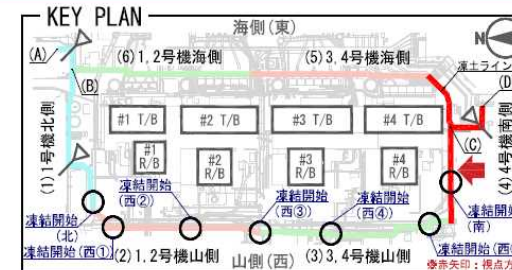 KEY PLAN
海側(東)
N
(A)
(B)
(6)1,2号機海側
(5)3,4号機海側
凍土ライン
(D
#1 T/B
#2 T/B
#3 T/B
#4 T/B
(C)
(1)1号機北側
(4)4号機南側
#1
R/B
#2
R/B
#3
R/B
#4
R/B
凍結開始
(西②)
凍結開始
(西③)
凍結開始
(西④)
凍結開始
(北)
凍結開始(西①)
凍結開始
(南)
(2)1,2号機山側
山側(西)
(3)3,4号機山側
凍結開始(西
※赤矢印:視点方